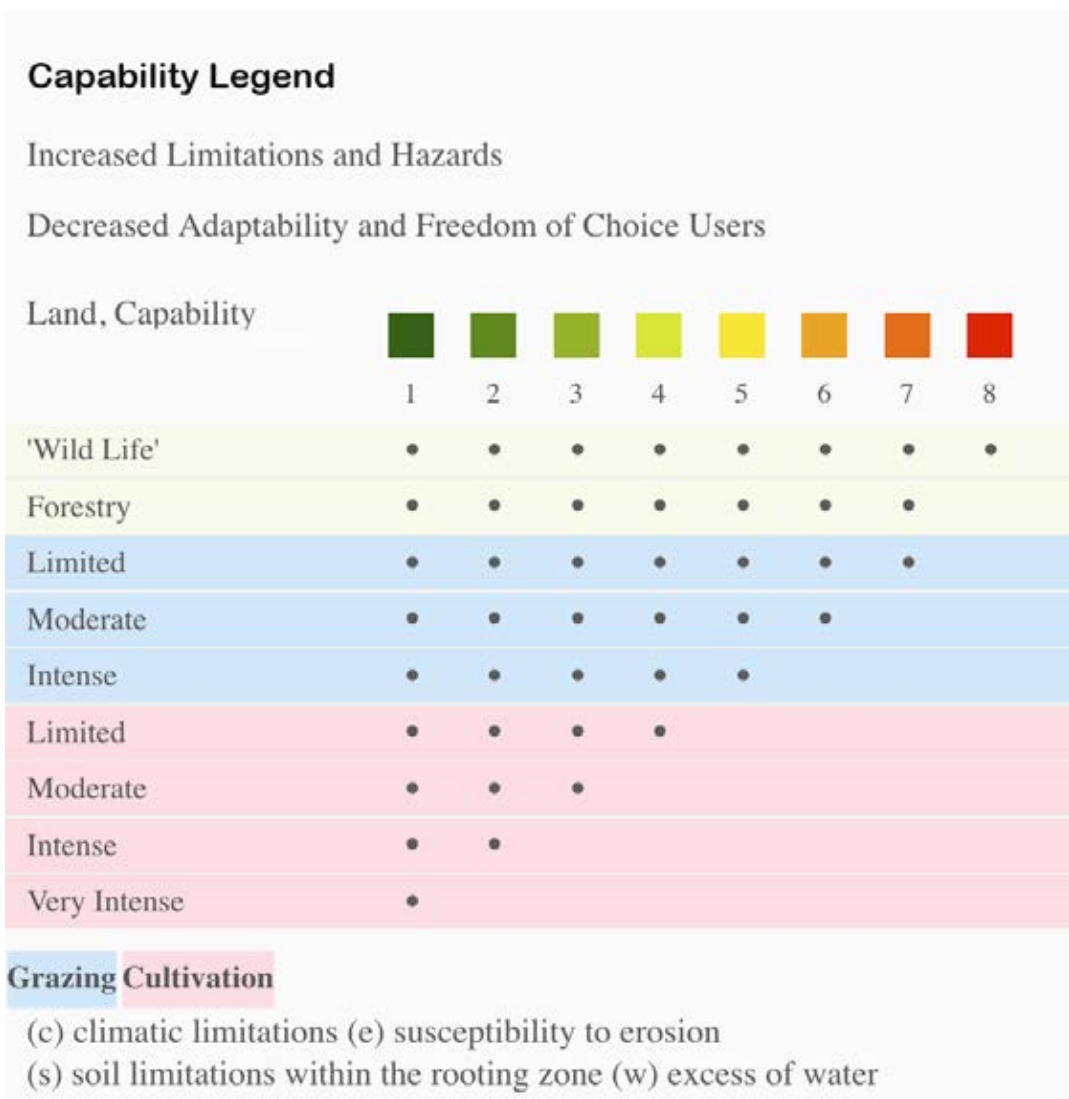 Capability Legend
Increased Limitations and Hazards
Decreased Adaptability and Freedom of Choice Users
Land, Capability
1 2 3 4 5 6 7 8
'Wild Life' • • • • • • • •
Forestry • • • • • • •
Limited • • • • • • •
Moderate • • • • • •
Intense • • • • •
Limited • • • •
Moderate • • •
Intense • •
Very Intense •
Grazing Cultivation
(c) climatic limitations (e) susceptibility to erosion
(s) soil limitations within the rooting zone (w) excess of water